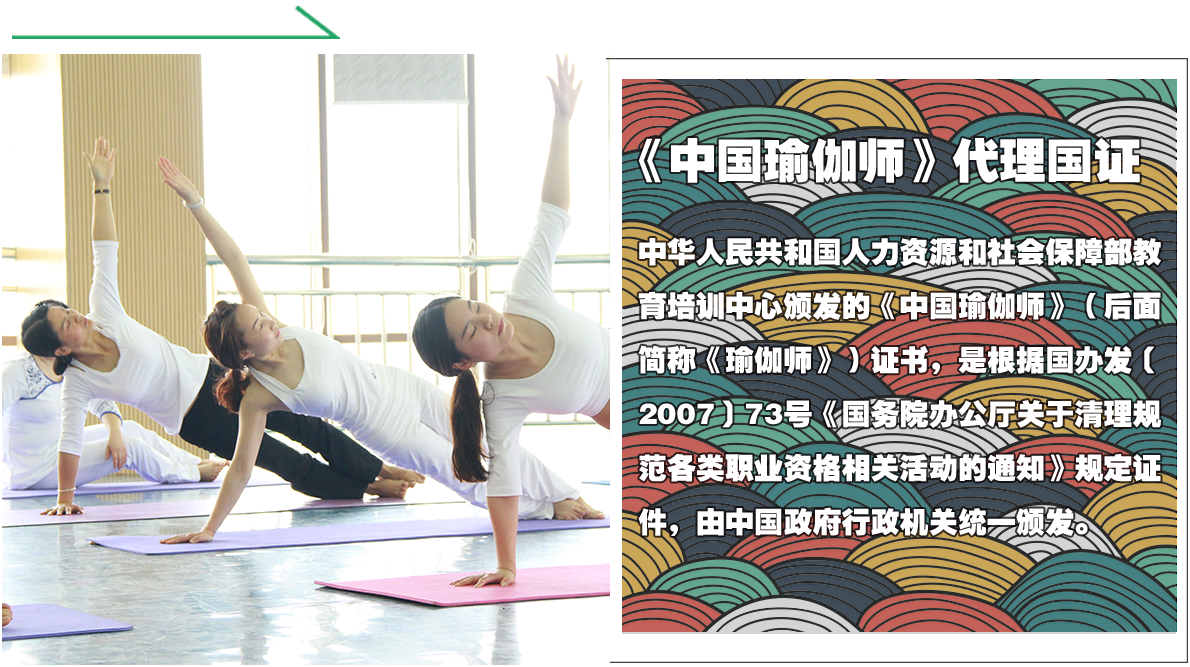 《中国瑜伽师》代理国证
中华人民共和国人力资源和社会保障部教
育培训中心颁发的《中国瑜伽师》（后面
简称《瑜伽师》）证书，是根据国办发（
2007）73号《国务院办公厅关于清理规
范各类职业资格相关活动的通知》规定证
件，由中国政府行政机关统一颁发。